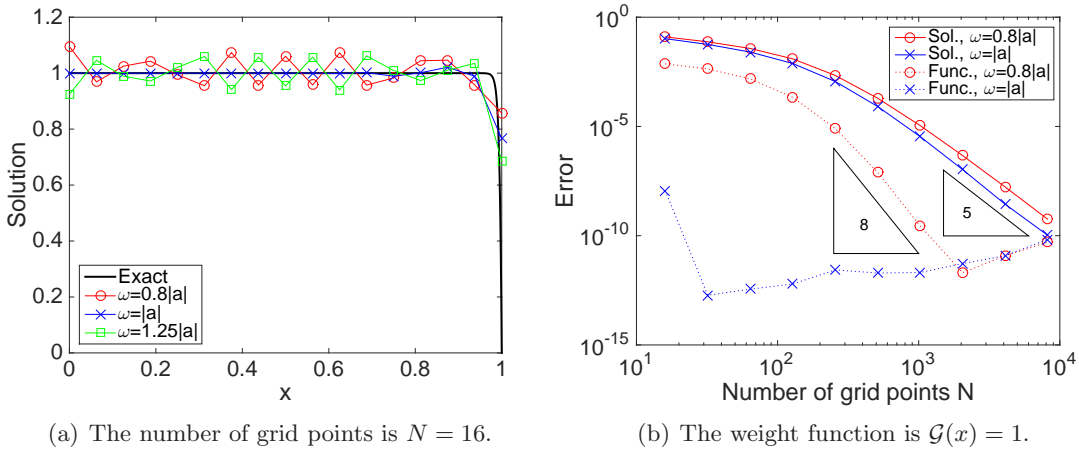 1.2
1
0.8
0.6
0.4
0.2
0
Solution
Exact
ω=0.8|a|
ω=|a|
ω=1.25|a|
0 0.2 0.4 0.6 0.8 1
x
(a) The number of grid points is N = 16.
10^0
10^-5
10^-10
10^-15
Error
Sol., ω=0.8|a|
Sol., ω=|a|
Func., ω=0.8|a|
Func., ω=|a|
8
5
10^1 10^2 10^3 10^4
Number of grid points N
(b) The weight function is 𝒢(x) = 1.